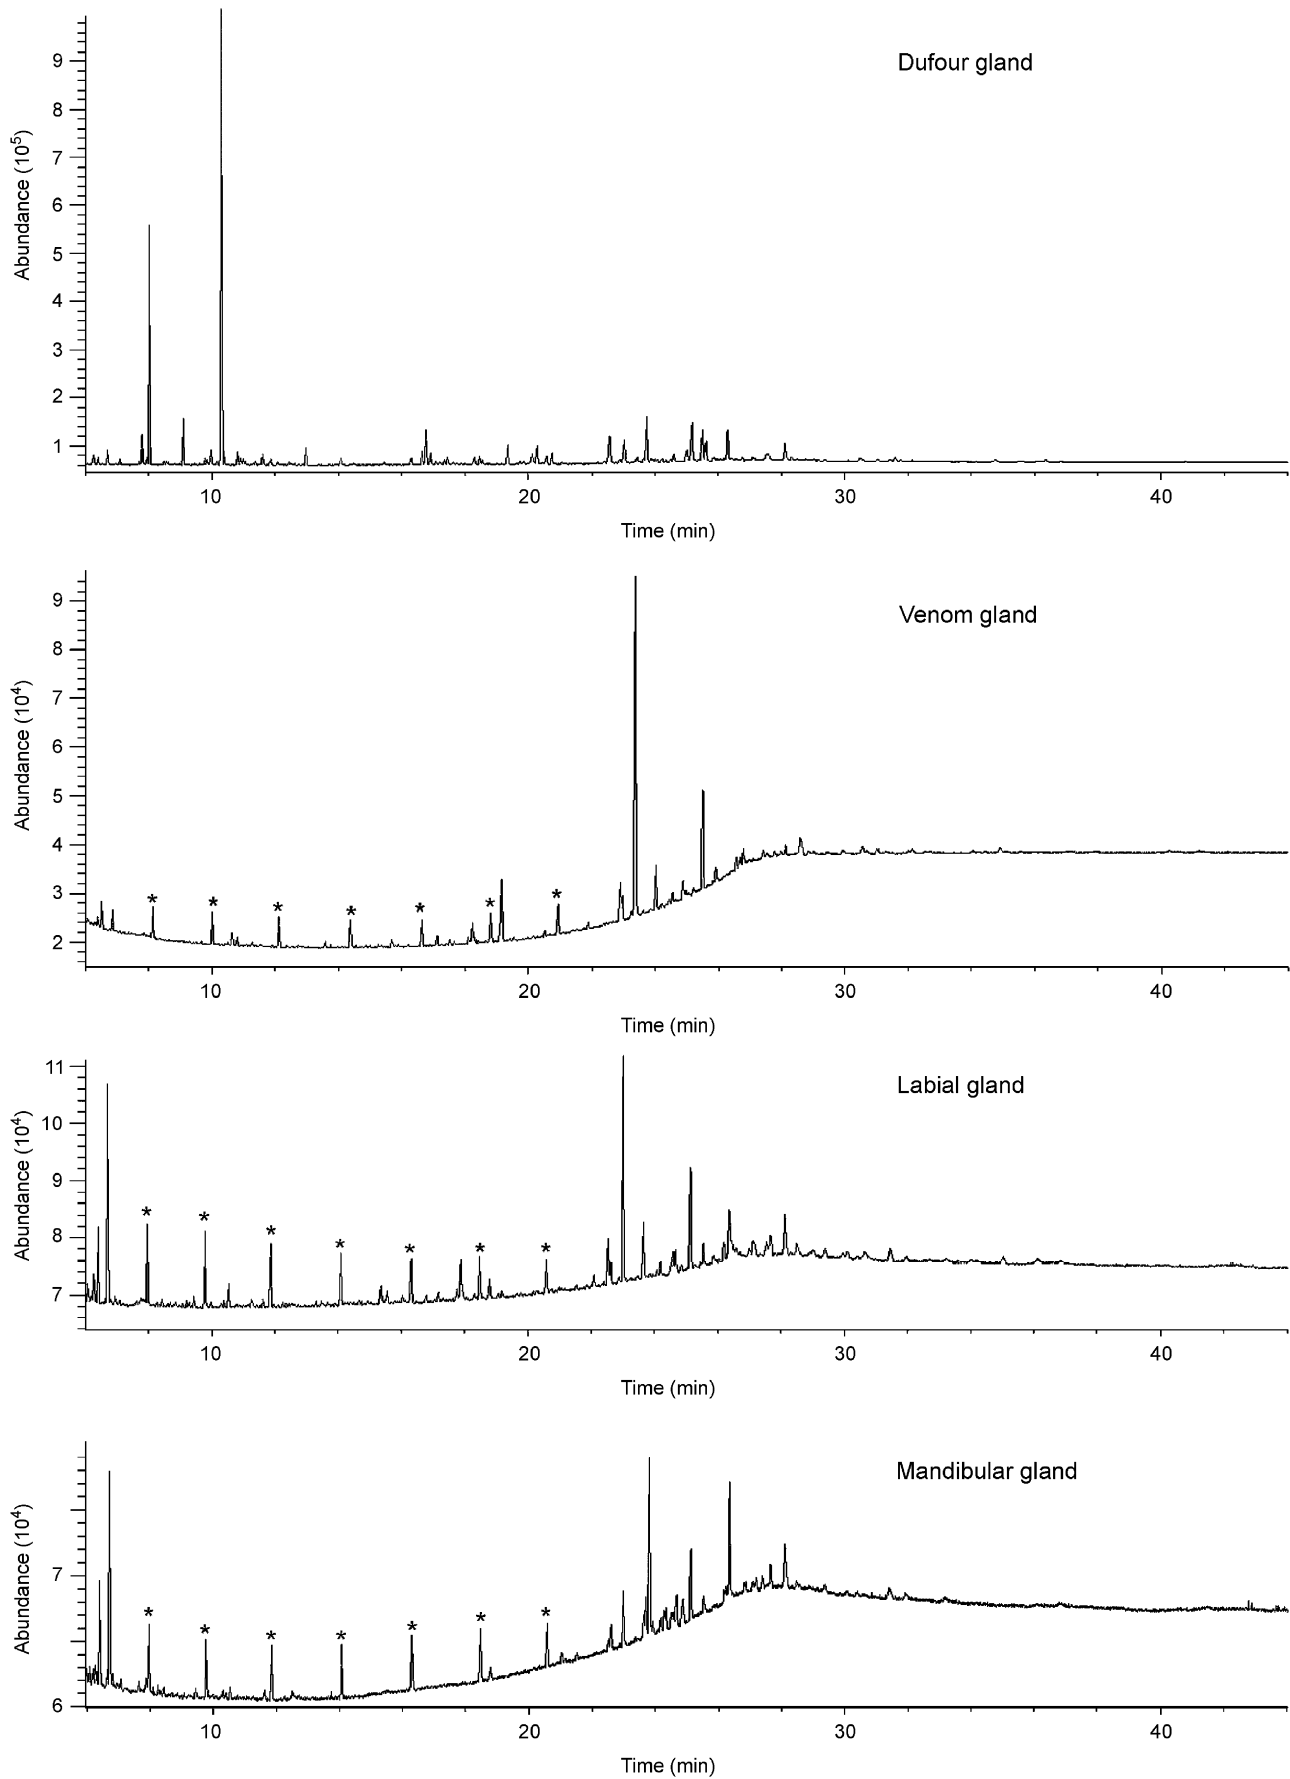 Dufour gland
Abundance (10⁵)
9
8
7
6
5
4
3
2
1
10 20 30 40
Time (min)
Venom gland
Abundance (10⁴)
9
8
7
6
5
4
3
2
* * * * * * *
10 20 30 40
Time (min)
Labial gland
Abundance (10⁴)
11
10
9
8
7
* * * * * * *
10 20 30 40
Time (min)
Mandibular gland
Abundance (10⁴)
7
6
* * * * * * *
10 20 30 40
Time (min)